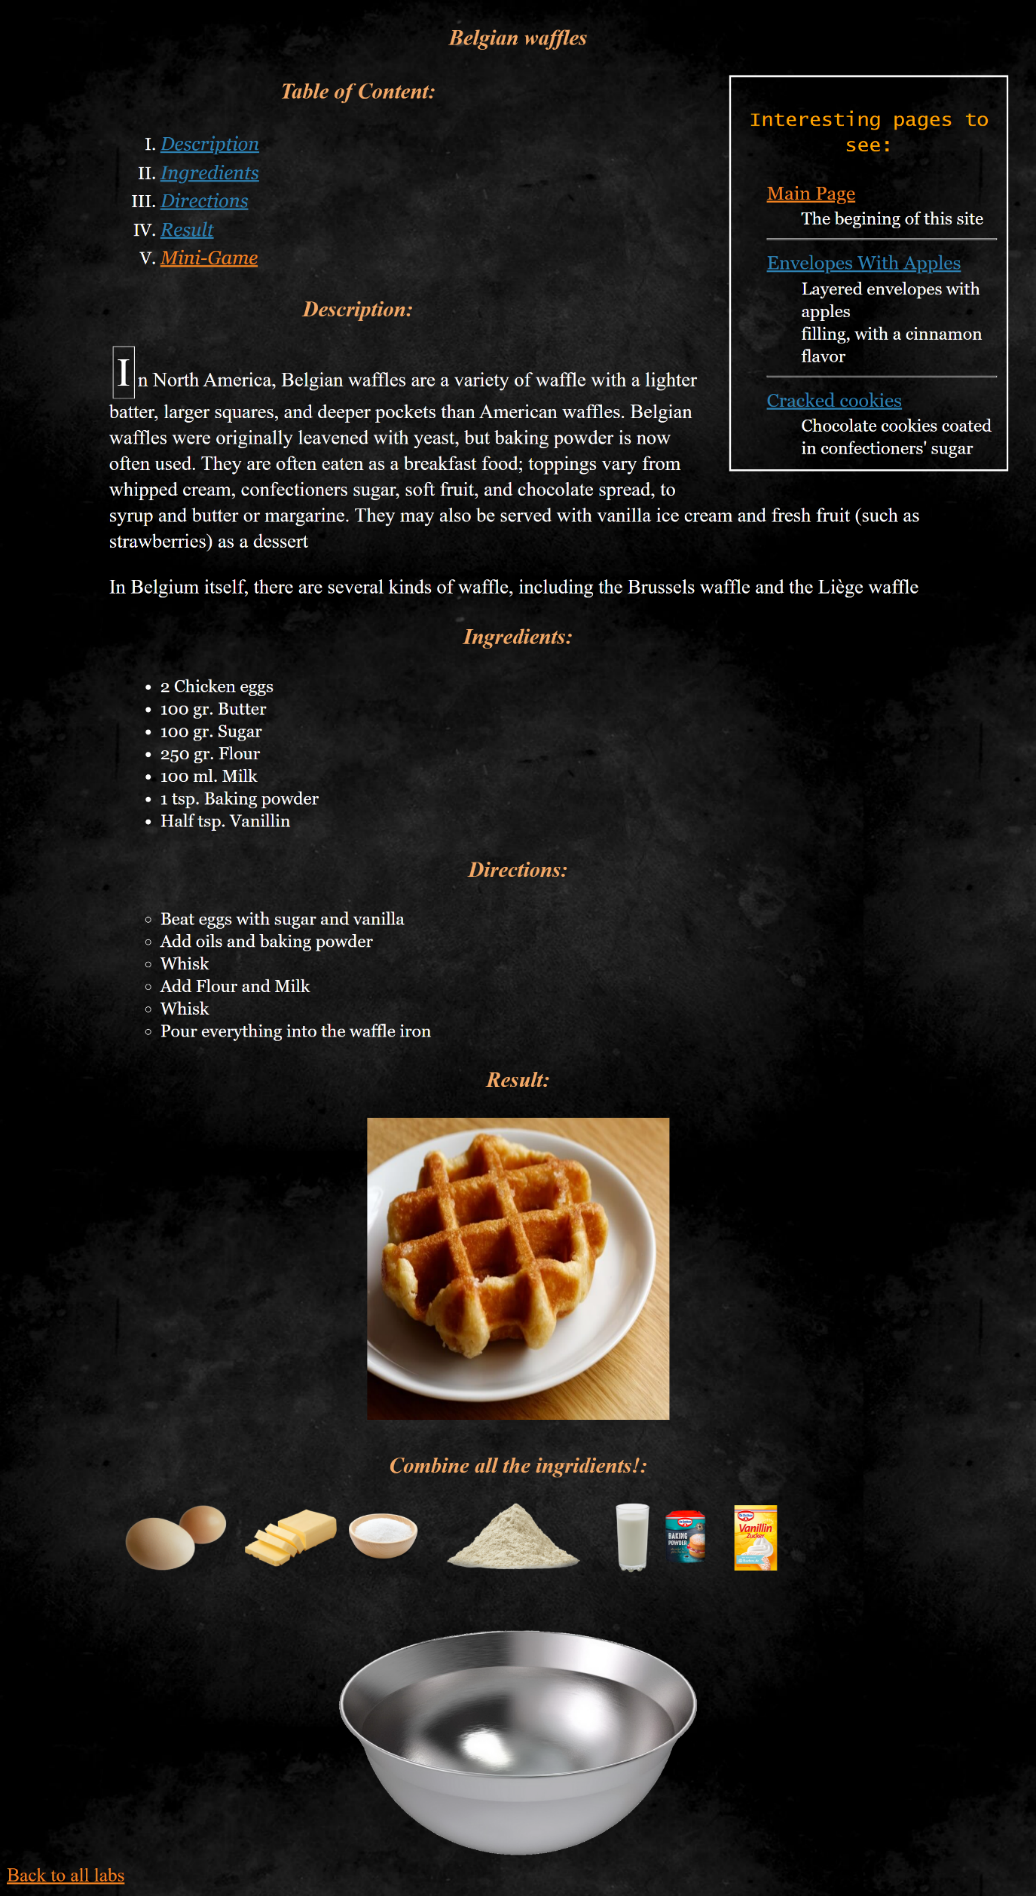 Belgian waffles
Table of Content:
I. Description
II. Ingredients
III. Directions
IV. Result
V. Mini-Game
Interesting pages to
see:
Main Page
The begining of this site
Envelopes With Apples
Layered envelopes with
apples
filling, with a cinnamon
flavor
Cracked cookies
Chocolate cookies coated
in confectioners' sugar
Description:
In North America, Belgian waffles are a variety of waffle with a lighter
batter, larger squares, and deeper pockets than American waffles. Belgian
waffles were originally leavened with yeast, but baking powder is now
often used. They are often eaten as a breakfast food; toppings vary from
whipped cream, confectioners sugar, soft fruit, and chocolate spread, to
syrup and butter or margarine. They may also be served with vanilla ice cream and fresh fruit (such as
strawberries) as a dessert
In Belgium itself, there are several kinds of waffle, including the Brussels waffle and the Liège waffle
Ingredients:
• 2 Chicken eggs
• 100 gr. Butter
• 100 gr. Sugar
• 250 gr. Flour
• 100 ml. Milk
• 1 tsp. Baking powder
• Half tsp. Vanillin
Directions:
◦ Beat eggs with sugar and vanilla
◦ Add oils and baking powder
◦ Whisk
◦ Add Flour and Milk
◦ Whisk
◦ Pour everything into the waffle iron
Result:
Combine all the ingridients!:
BAKING
POWDER
Vanillin
Zucker
Back to all labs